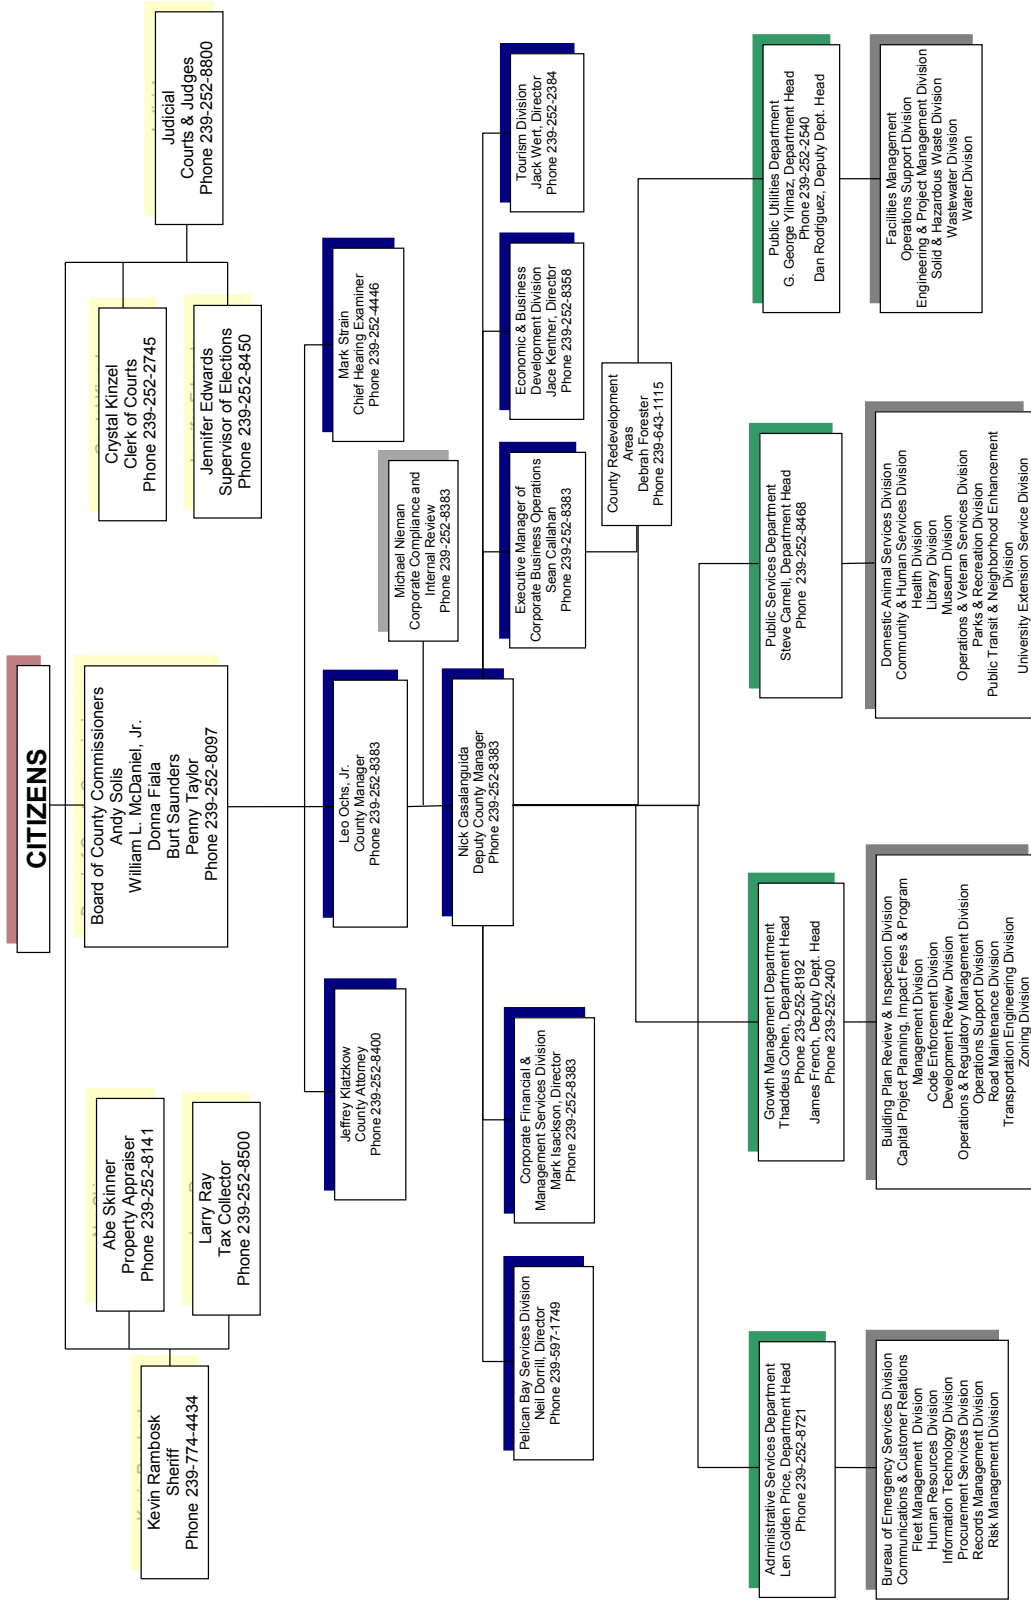 CITIZENS
Board of County Commissioners
Andy Solis
William L. McDaniel, Jr.
Donna Fiala
Burt Saunders
Penny Taylor
Phone 239-252-8097
Kevin Rambosk
Sheriff
Phone 239-774-4434
Abe Skinner
Property Appraiser
Phone 239-252-8141
Larry Ray
Tax Collector
Phone 239-252-8500
Crystal Kinzel
Clerk of Courts
Phone 239-252-2745
Jennifer Edwards
Supervisor of Elections
Phone 239-252-8450
Judicial
Courts & Judges
Phone 239-252-8800
Jeffrey Klatzkow
County Attorney
Phone 239-252-8400
Leo Ochs, Jr.
County Manager
Phone 239-252-8383
Mark Strain
Chief Hearing Examiner
Phone 239-252-4446
Michael Nieman
Corporate Compliance and
Internal Review
Phone 239-252-8383
Nick Casalanguida
Deputy County Manager
Phone 239-252-8383
Pelican Bay Services Division
Neil Dorrill, Director
Phone 239-597-1749
Corporate Financial &
Management Services Division
Mark Isackson, Director
Phone 239-252-8383
Executive Manager of
Corporate Business Operations
Sean Callahan
Phone 239-252-8383
Economic & Business
Development Division
Jace Kentner, Director
Phone 239-252-8358
Tourism Division
Jack Wert, Director
Phone 239-252-2384
County Redevelopment
Areas
Debrah Forester
Phone 239-643-1115
Administrative Services Department
Len Golden Price, Department Head
Phone 239-252-8721
Growth Management Department
Thaddeus Cohen, Department Head
Phone 239-252-8192
James French, Deputy Dept. Head
Phone 239-252-2400
Public Services Department
Steve Carnell, Department Head
Phone 239-252-8468
Public Utilities Department
G. George Yilmaz, Department Head
Phone 239-252-2540
Dan Rodriguez, Deputy Dept. Head
Bureau of Emergency Services Division
Communications & Customer Relations
Fleet Management Division
Human Resources Division
Information Technology Division
Procurement Services Division
Records Management Division
Risk Management Division
Building Plan Review & Inspection Division
Capital Project Planning, Impact Fees & Program
Management Division
Code Enforcement Division
Development Review Division
Operations & Regulatory Management Division
Operations Support Division
Road Maintenance Division
Transportation Engineering Division
Zoning Division
Domestic Animal Services Division
Community & Human Services Division
Health Division
Library Division
Museum Division
Operations & Veteran Services Division
Parks & Recreation Division
Public Transit & Neighborhood Enhancement
Division
University Extension Service Division
Facilities Management
Operations Support Division
Engineering & Project Management Division
Solid & Hazardous Waste Division
Wastewater Division
Water Division